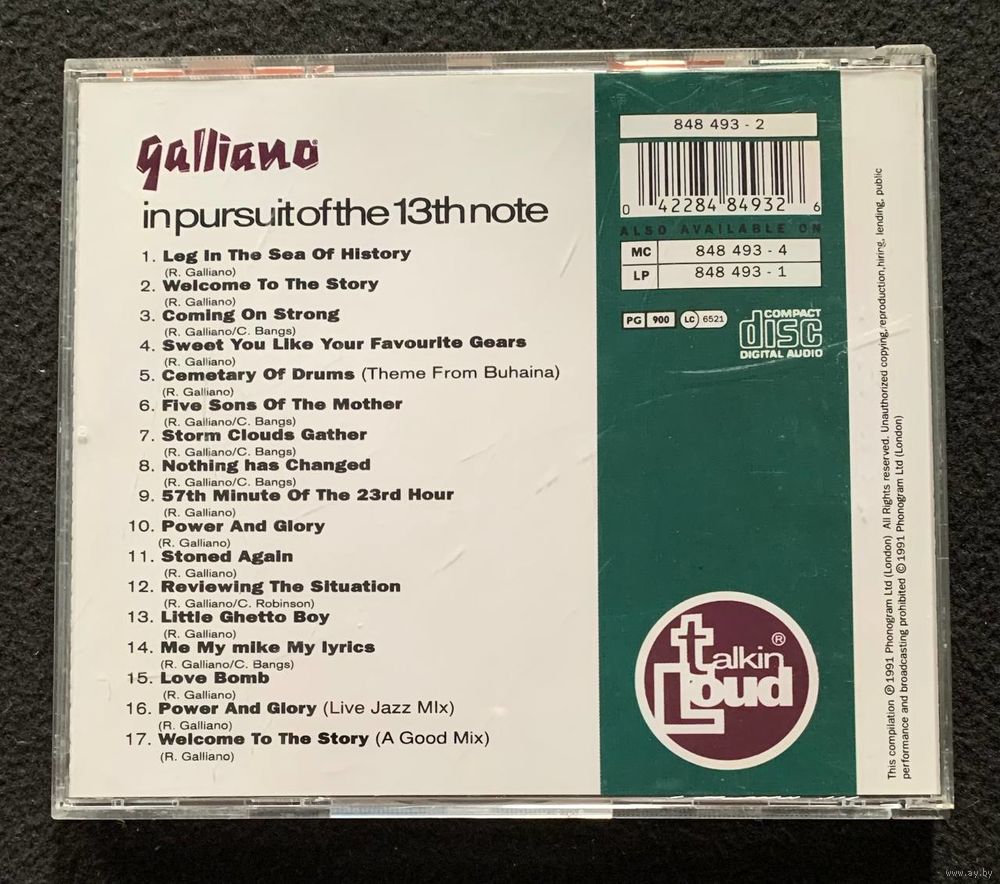 galliano
in pursuit of the 13th note
1. Leg In The Sea Of History
(R. Galliano)
2. Welcome To The Story
(R. Galliano)
3. Coming On Strong
(R. Galliano/C. Bangs)
4. Sweet You Like Your Favourite Gears
(R. Galliano)
5. Cemetary Of Drums (Theme From Buhaina)
(R. Galliano)
6. Five Sons Of The Mother
(R. Galliano/C. Bangs)
7. Storm Clouds Gather
(R. Galliano/C. Bangs)
8. Nothing has Changed
(R. Galliano/C. Bangs)
9. 57th Minute Of The 23rd Hour
(R. Galliano)
10. Power And Glory
(R. Galliano)
11. Stoned Again
(R. Galliano)
12. Reviewing The Situation
(R. Galliano/C. Robinson)
13. Little Ghetto Boy
(R. Galliano)
14. Me My mike My lyrics
(R. Galliano/C. Bangs)
15. Love Bomb
(R. Galliano)
16. Power And Glory (Live Jazz MIx)
(R. Galliano)
17. Welcome To The Story (A Good Mix)
(R. Galliano)
848 493 - 2
0 42284 84932 6
ALSO AVAILABLE ON
MC 848 493 - 4
LP 848 493 - 1
PG 900 LC 6521
COMPACT
disc
DIGITAL AUDIO
talkin ®
Loud
This compilation ℗ 1991 Phonogram Ltd (London) All Rights reserved. Unauthorized copying, reproduction, hiring, lending, public
performance and broadcasting prohibited © 1991 Phonogram Ltd (London)
www.ay.by